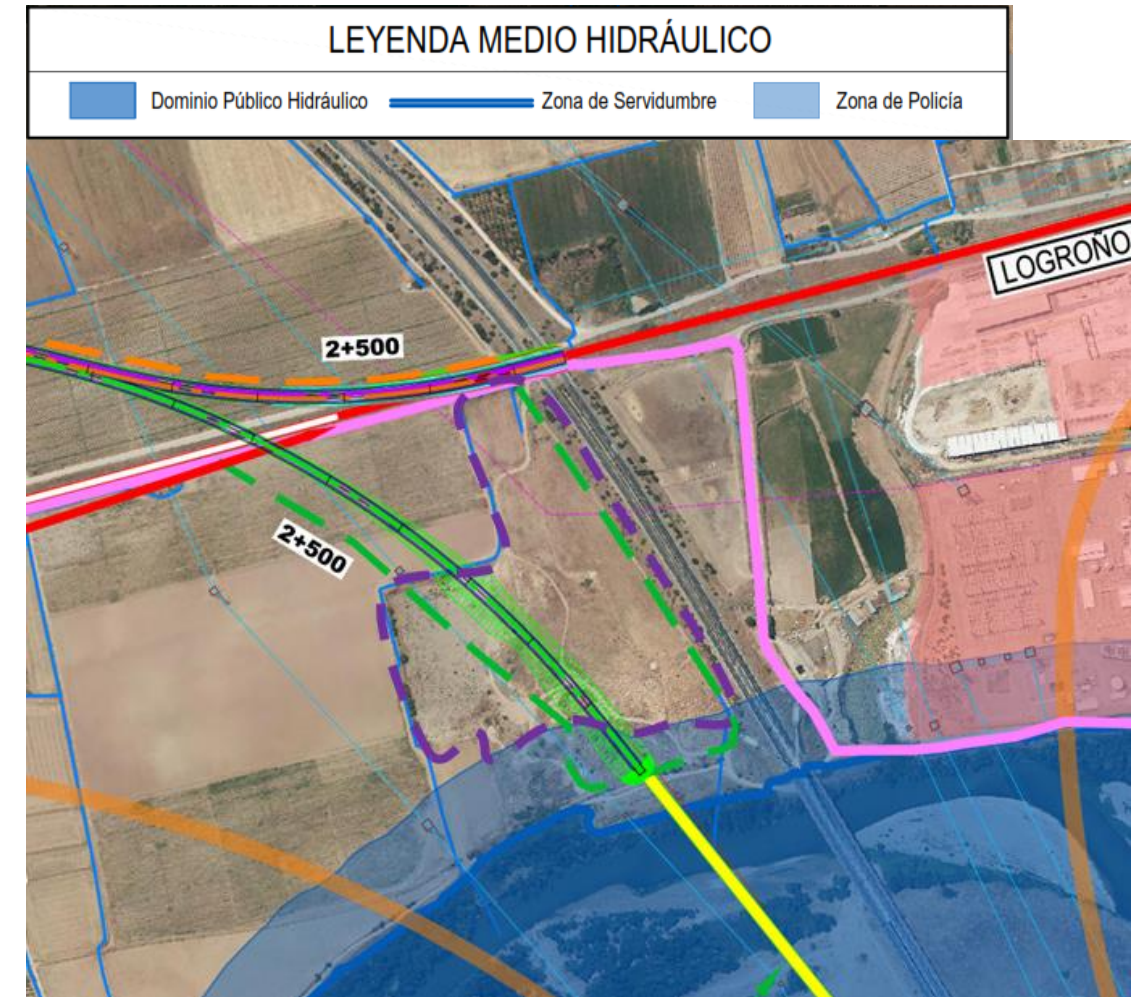 LEYENDA MEDIO HIDRÁULICO
Dominio Público Hidráulico
Zona de Servidumbre
Zona de Policía
LOGROÑO
2+500
2+500